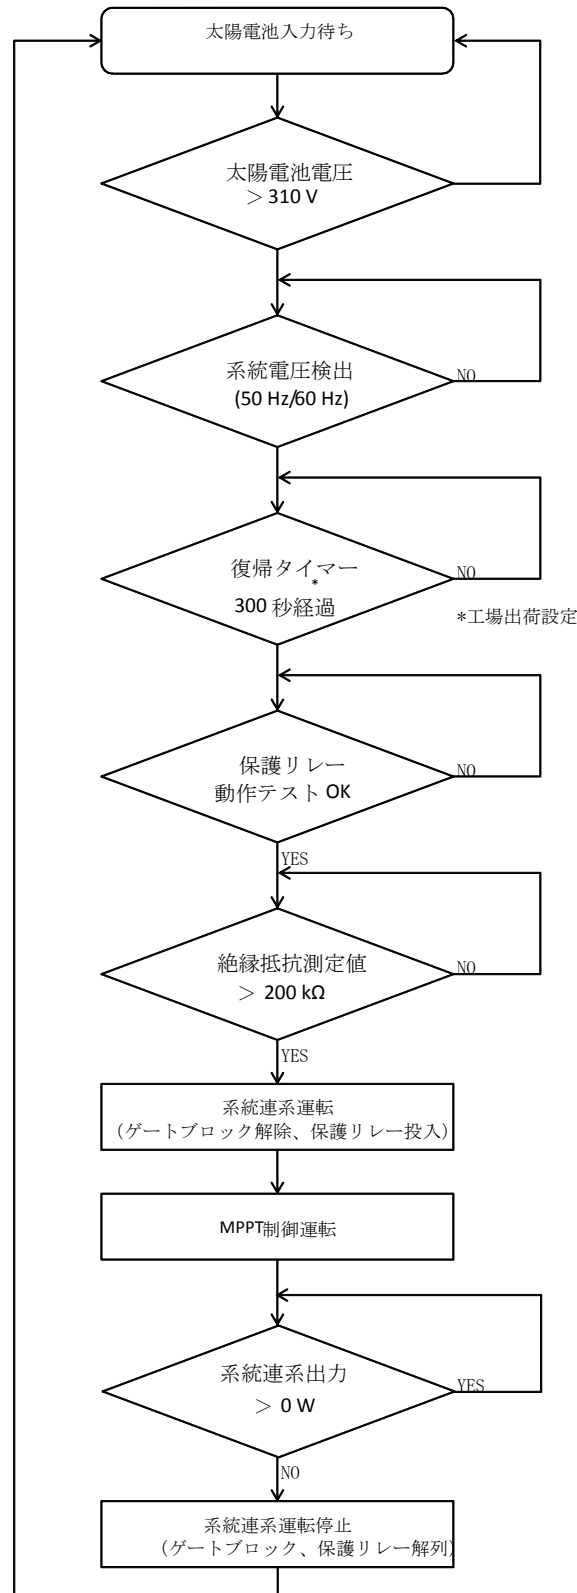 太陽電池入力待ち
太陽電池電圧
＞310 V
系統電圧検出
(50 Hz/60 Hz)
NO
復帰タイマー
*
300 秒経過
NO
*工場出荷設定
保護リレー
動作テスト OK
NO
YES
絶縁抵抗測定値
＞ 200 kΩ
NO
YES
系統連系運転
（ゲートブロック解除、保護リレー投入）
MPPT制御運転
系統連系出力
＞ 0 W
YES
NO
系統連系運転停止
（ゲートブロック、保護リレー解列）